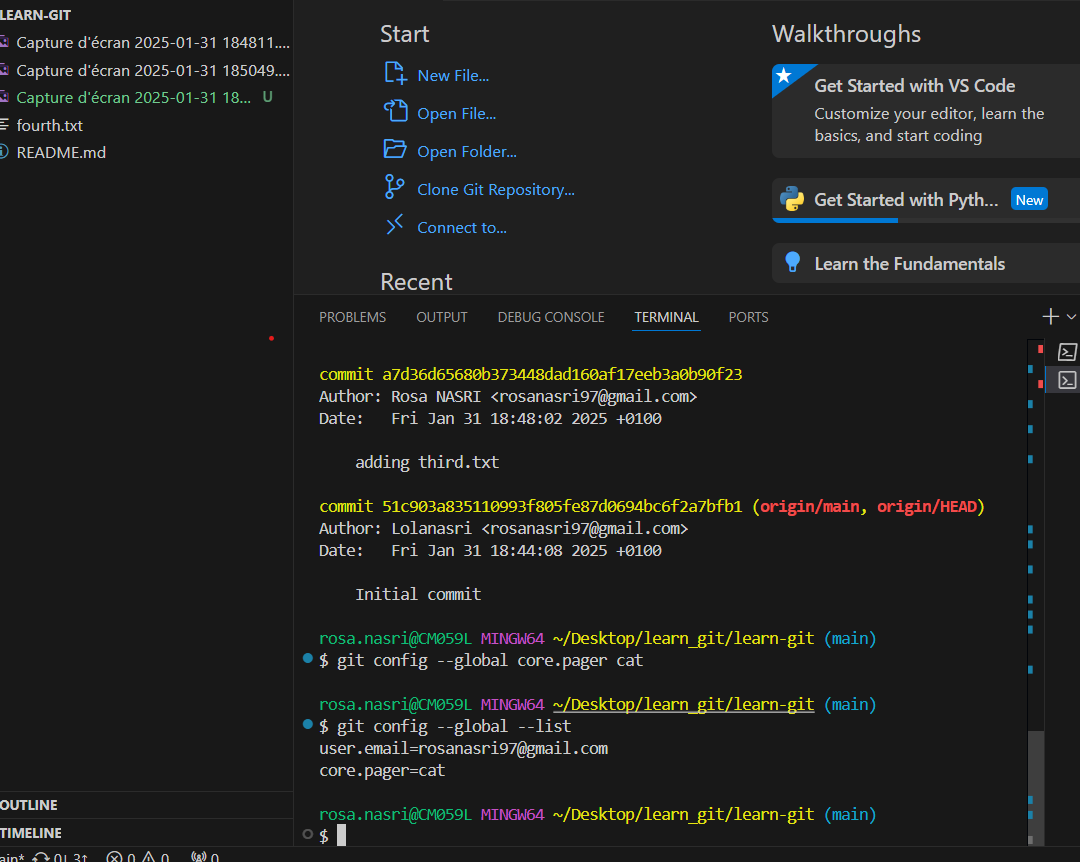 LEARN-GIT
Capture d'écran 2025-01-31 184811....
Capture d'écran 2025-01-31 185049....
Capture d'écran 2025-01-31 18... U
fourth.txt
README.md
OUTLINE
TIMELINE
Start
New File...
Open File...
Open Folder...
Clone Git Repository...
Connect to...
Recent
Walkthroughs
Get Started with VS Code
Customize your editor, learn the
basics, and start coding
Get Started with Pyth... New
Learn the Fundamentals
PROBLEMS OUTPUT DEBUG CONSOLE TERMINAL PORTS
commit a7d36d65680b373448dad160af17eeb3a0b90f23
Author: Rosa NASRI <rosanasri97@gmail.com>
Date: Fri Jan 31 18:48:02 2025 +0100
adding third.txt
commit 51c903a835110993f805fe87d0694bc6f2a7bfb1 (origin/main, origin/HEAD)
Author: Lolanasri <rosanasri97@gmail.com>
Date: Fri Jan 31 18:44:08 2025 +0100
Initial commit
rosa.nasri@CM059L MINGW64 ~/Desktop/learn_git/learn-git (main)
$ git config --global core.pager cat
rosa.nasri@CM059L MINGW64 ~/Desktop/learn_git/learn-git (main)
$ git config --global --list
user.email=rosanasri97@gmail.com
core.pager=cat
rosa.nasri@CM059L MINGW64 ~/Desktop/learn_git/learn-git (main)
$
ain* 0↓ 3↑ 0 0 0